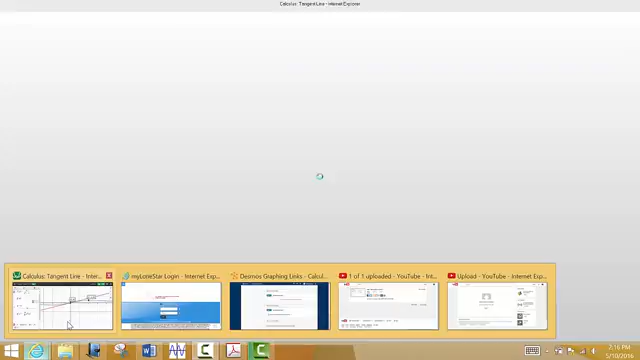 Calculus: Tangent Line - Internet Explorer
Calculus: Tangent Line - Inter...
myLoneStar Login - Internet Exp...
Desmos Graphing Links - Calcul...
1 of 1 uploaded - YouTube - Int...
Upload - YouTube - Internet Exp...
7:16 PM
5/10/2016